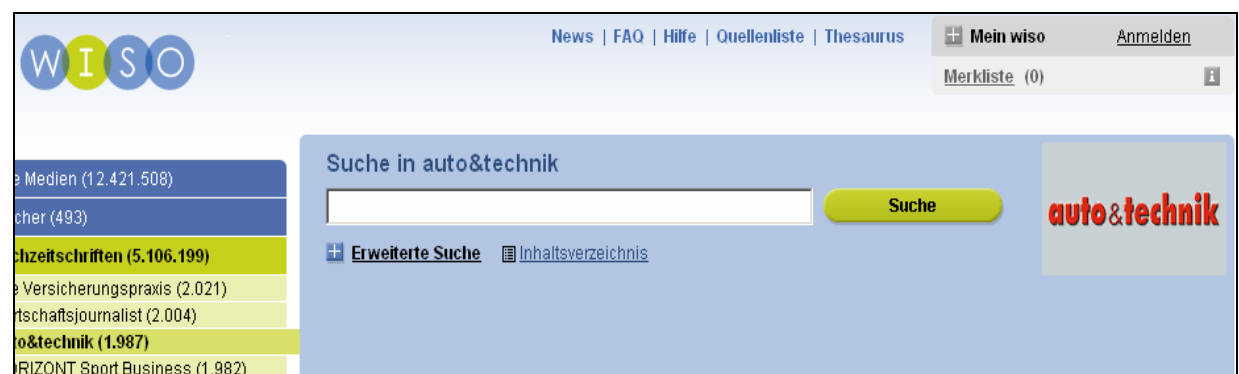 WISO
News | FAQ | Hilfe | Quellenliste | Thesaurus
Mein wiso Anmelden
Merkliste (0) i
Suche in auto&technik
Suche
auto&technik
Erweiterte Suche Inhaltsverzeichnis
e Medien (12.421.508)
cher (493)
chzeitschriften (5.106.199)
e Versicherungspraxis (2.021)
rtschaftsjournalist (2.004)
to&technik (1.987)
RIZONT Sport Business (1.982)